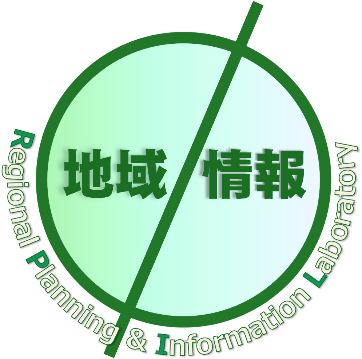 地域 情報
Regional Planning & Information Laboratory